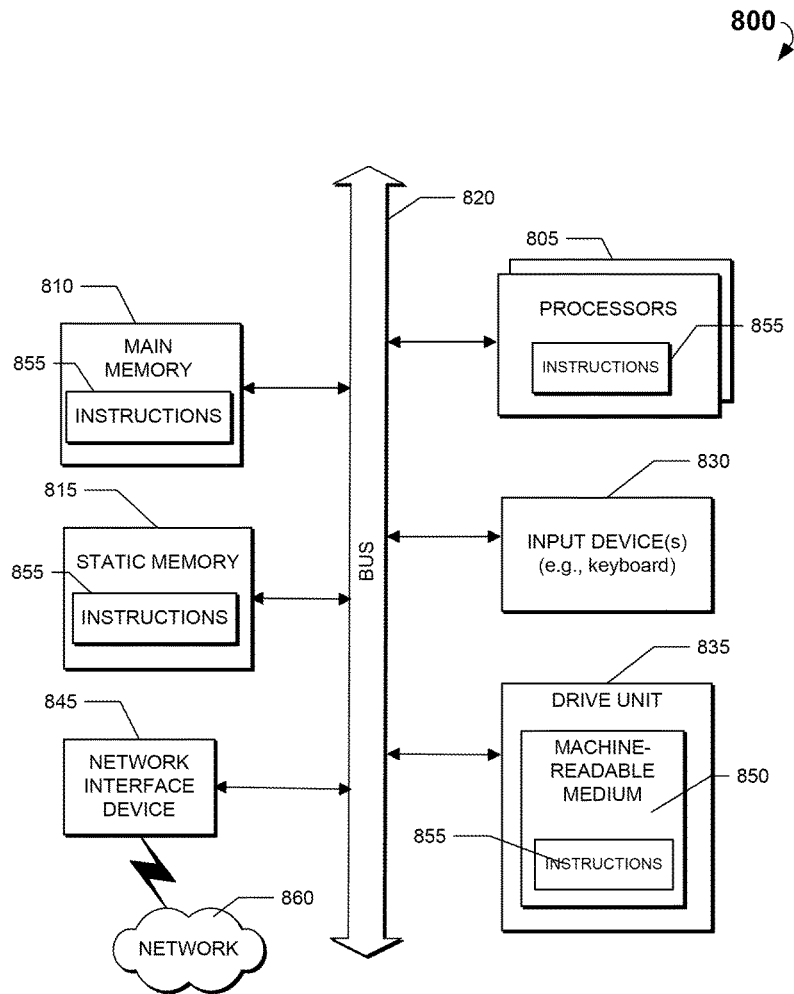 800
820
805
PROCESSORS
855
INSTRUCTIONS
810
MAIN
MEMORY
855
INSTRUCTIONS
830
INPUT DEVICE(s)
(e.g., keyboard)
815
STATIC MEMORY
855
INSTRUCTIONS
BUS
835
DRIVE UNIT
MACHINE-
READABLE
MEDIUM
850
855
INSTRUCTIONS
845
NETWORK
INTERFACE
DEVICE
860
NETWORK